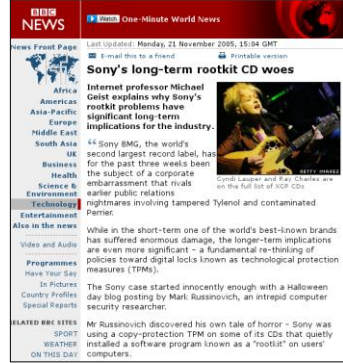 BBC
NEWS
Watch One-Minute World News
News Front Page
Africa
Americas
Asia-Pacific
Europe
Middle East
South Asia
UK
Business
Health
Science &
Environment
Technology
Entertainment
Also in the news
Video and Audio
Programmes
Have Your Say
In Pictures
Country Profiles
Special Reports
RELATED BBC SITES
SPORT
WEATHER
ON THIS DAY
Last Updated: Monday, 21 November 2005, 15:04 GMT
E-mail this to a friend
Printable version
Sony's long-term rootkit CD woes
Internet professor Michael
Geist explains why Sony's
rootkit problems have
significant long-term
implications for the industry.
GETTY IMAGES
Cyndi Lauper and Ray Charles are
on the full list of XCP CDs
“ Sony BMG, the world's
second largest record label, has
for the past three weeks been
the subject of a corporate
embarrassment that rivals
earlier public relations
nightmares involving tampered Tylenol and contaminated
Perrier.
While in the short-term one of the world's best-known brands
has suffered enormous damage, the longer-term implications
are even more significant - a fundamental re-thinking of
policies toward digital locks known as technological protection
measures (TPMs).
The Sony case started innocently enough with a Halloween
day blog posting by Mark Russinovich, an intrepid computer
security researcher.
Mr Russinovich discovered his own tale of horror - Sony was
using a copy-protection TPM on some of its CDs that quietly
installed a software program known as a "rootkit" on users'
computers.